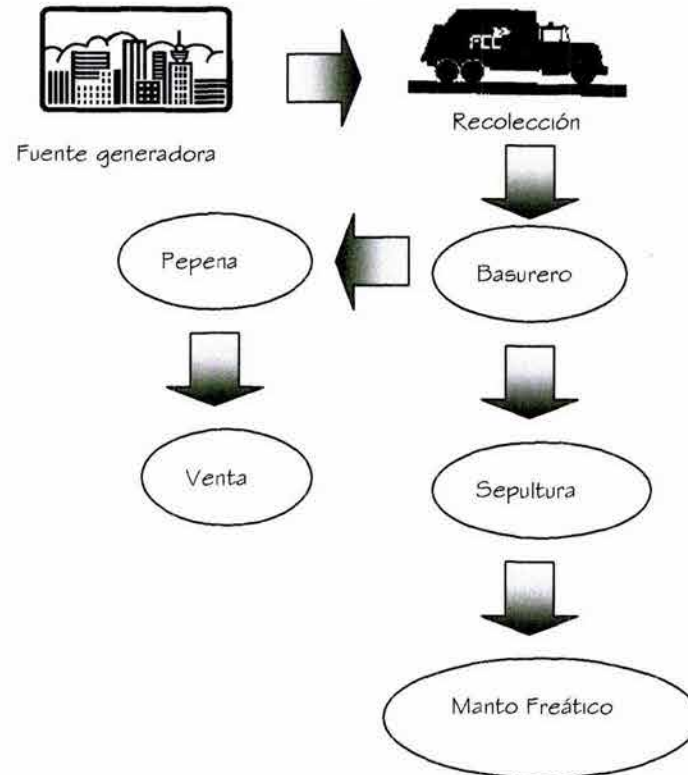 Recolección
Fuente generadora
Pepena
Basurero
Venta
Sepultura
Manto Freático